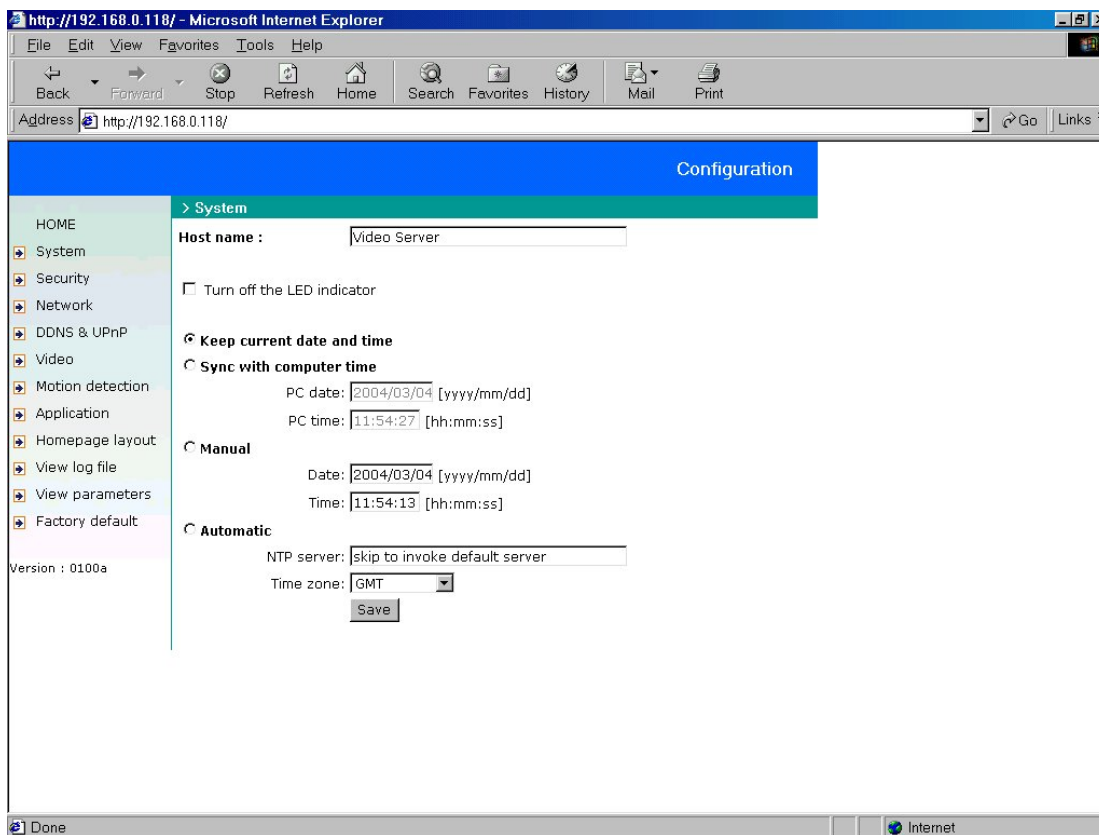 http://192.168.0.118/ - Microsoft Internet Explorer
File Edit View Favorites Tools Help
Back Forward Stop Refresh Home Search Favorites History Mail Print
Address http://192.168.0.118/ Go Links
Configuration
HOME
System
Security
Network
DDNS & UPnP
Video
Motion detection
Application
Homepage layout
View log file
View parameters
Factory default
Version : 0100a
> System
Host name : Video Server
Turn off the LED indicator
Keep current date and time
Sync with computer time
PC date: 2004/03/04 [yyyy/mm/dd]
PC time: 11:54:27 [hh:mm:ss]
Manual
Date: 2004/03/04 [yyyy/mm/dd]
Time: 11:54:13 [hh:mm:ss]
Automatic
NTP server: skip to invoke default server
Time zone: GMT
Save
Done Internet